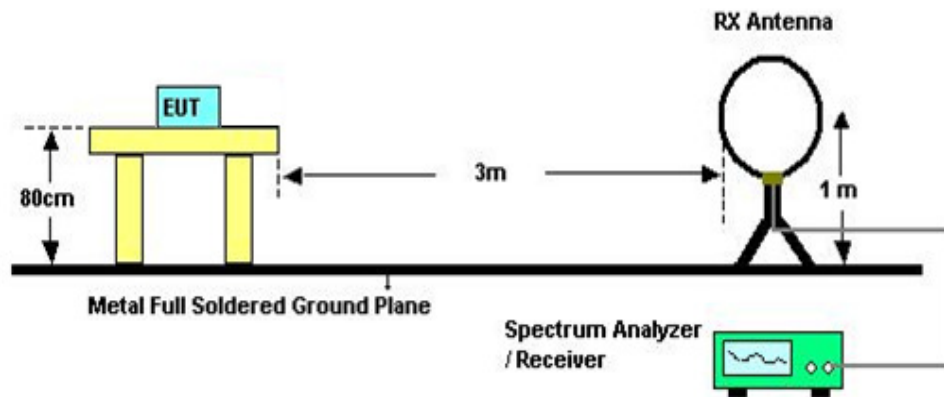 RX Antenna
EUT
80cm
3m
1 m
Metal Full Soldered Ground Plane
Spectrum Analyzer
/ Receiver